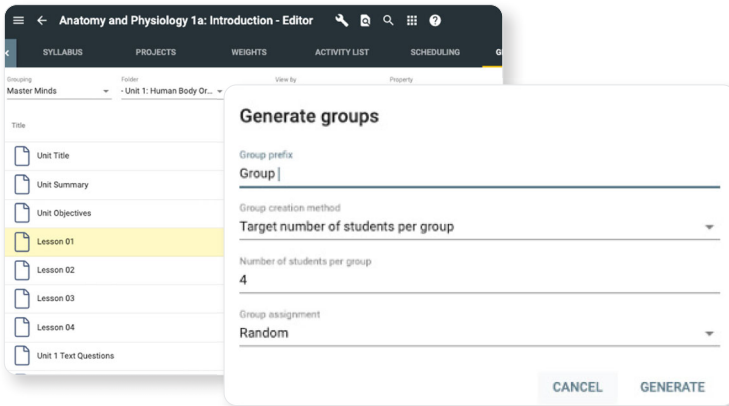 Anatomy and Physiology 1a: Introduction - Editor
SYLLABUS PROJECTS WEIGHTS ACTIVITY LIST SCHEDULING G
Grouping Folder View by Property
Master Minds - Unit 1: Human Body Or...
Title
Unit Title
Unit Summary
Unit Objectives
Lesson 01
Lesson 02
Lesson 03
Lesson 04
Unit 1 Text Questions
Generate groups
Group prefix
Group
Group creation method
Target number of students per group
Number of students per group
4
Group assignment
Random
CANCEL GENERATE